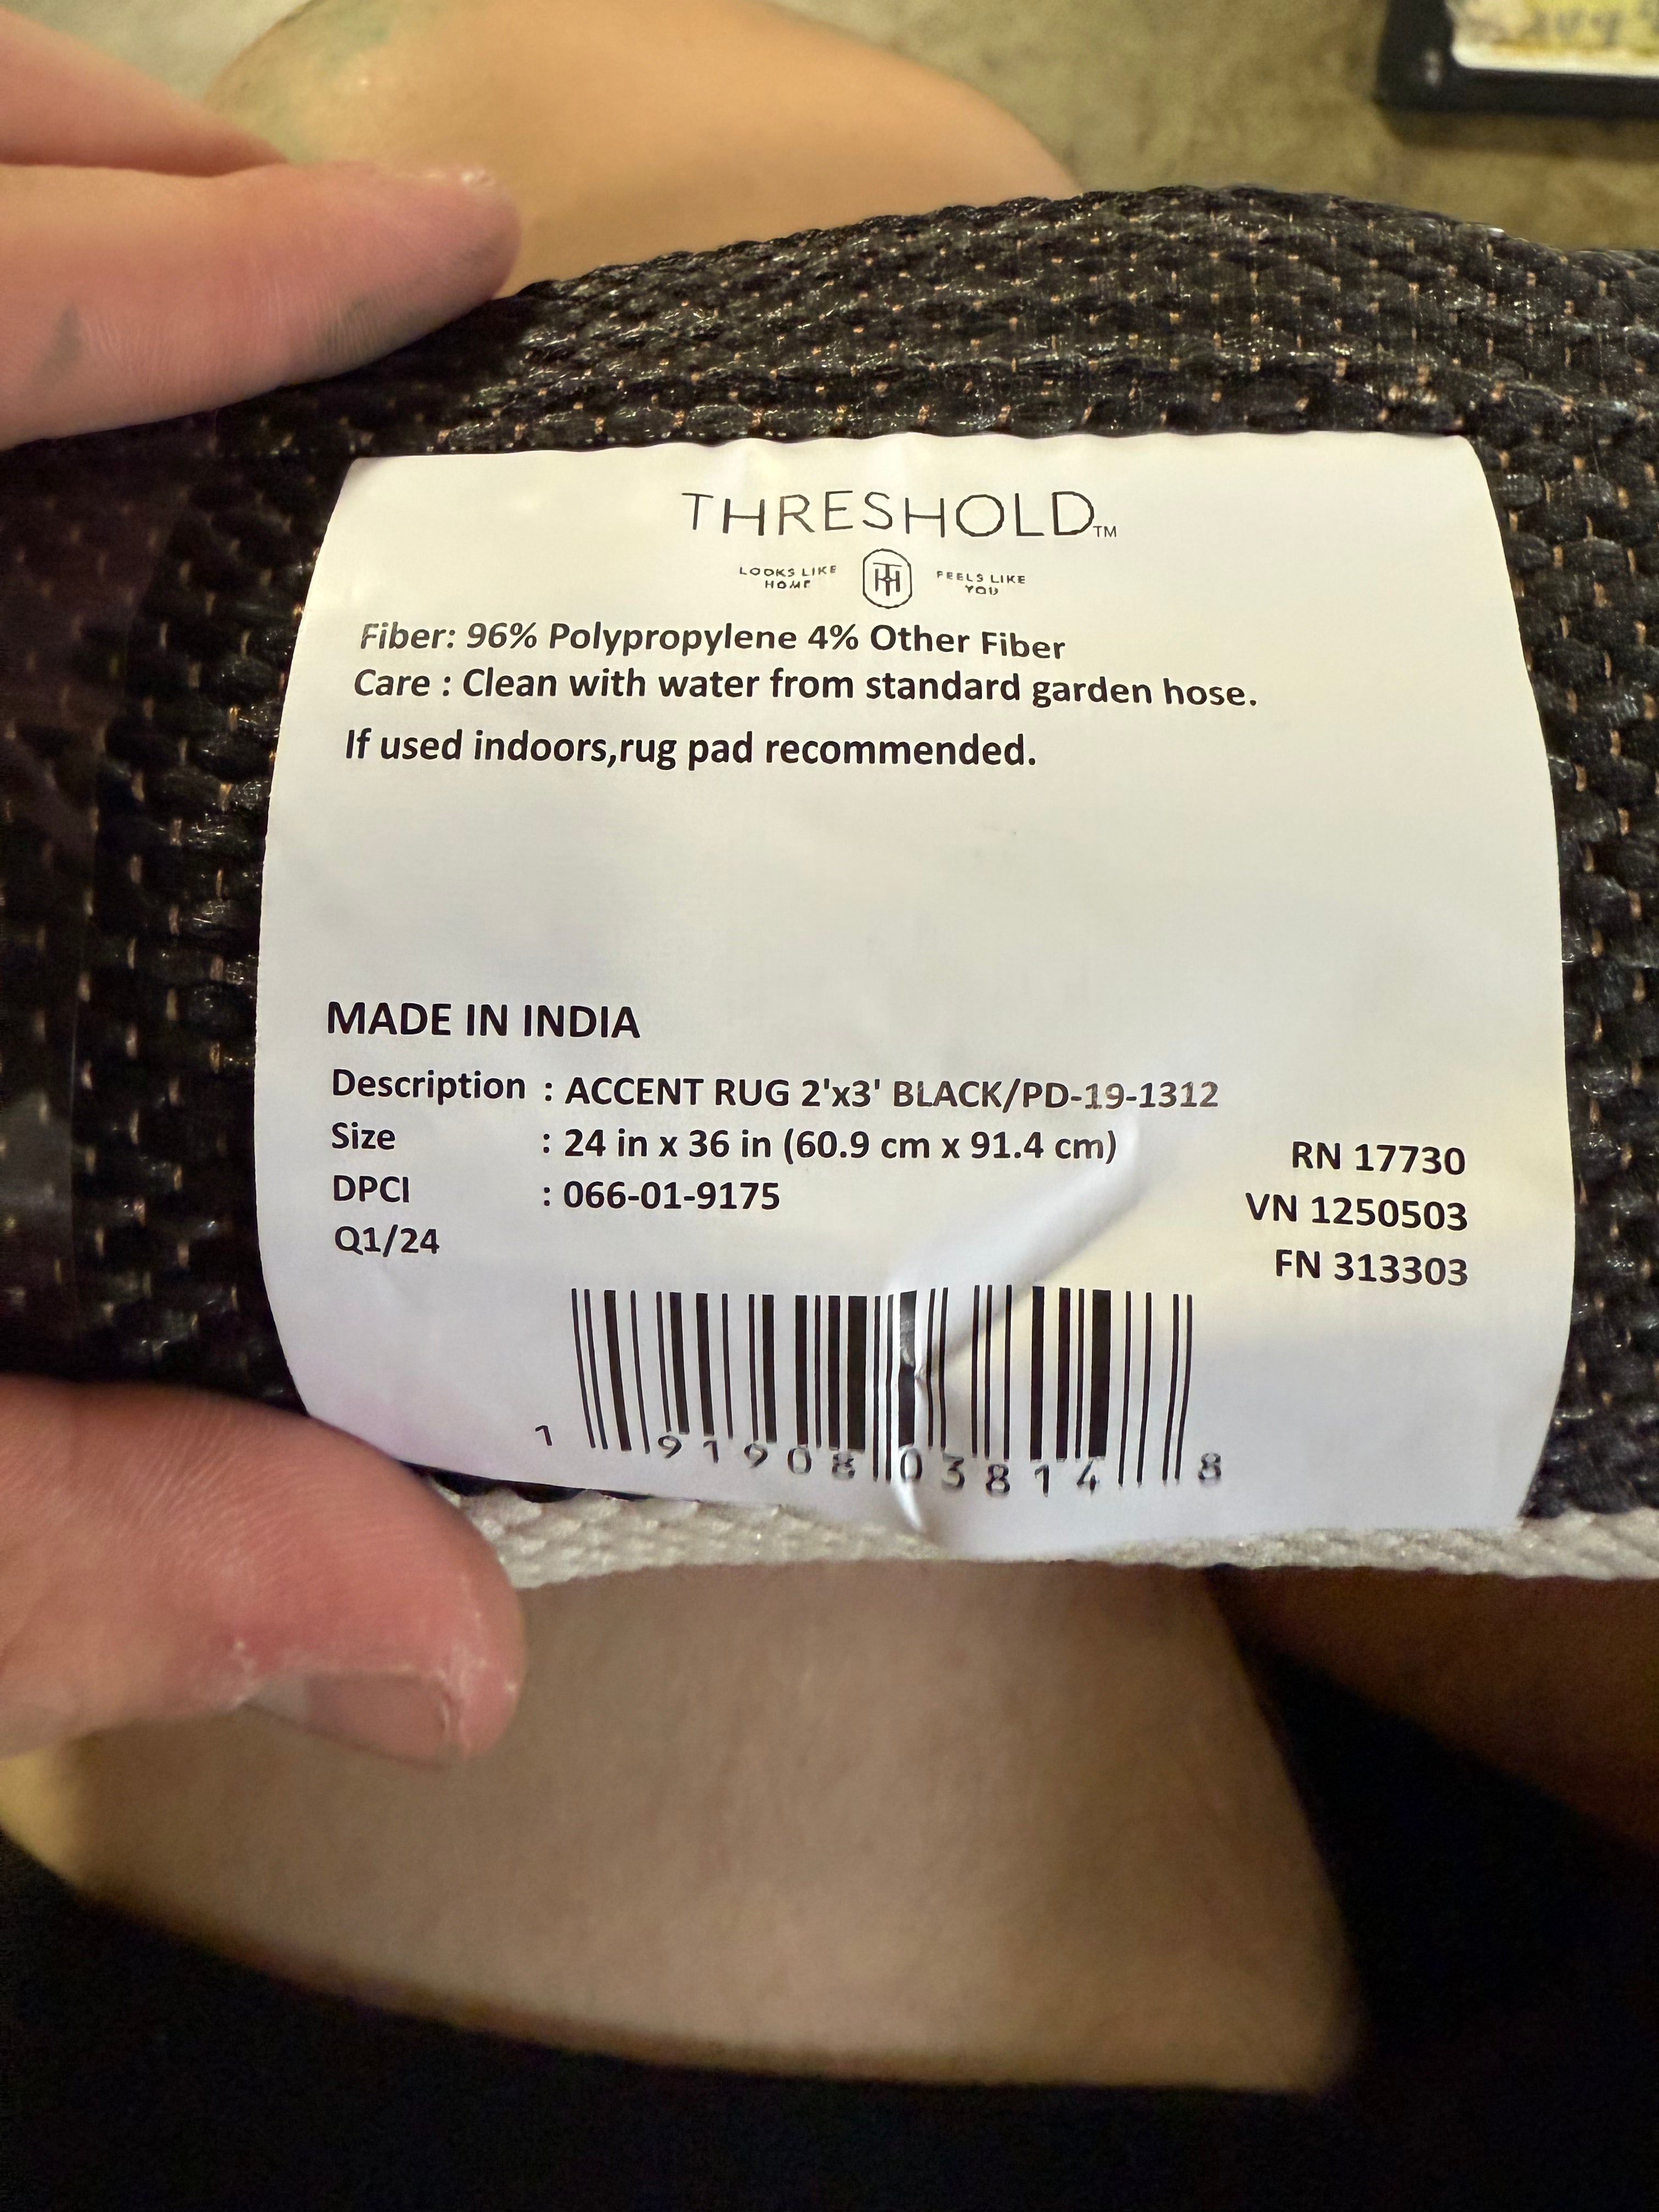 THRESHOLD™
LOOKS LIKE HOME
FEELS LIKE YOU
Fiber: 96% Polypropylene 4% Other Fiber
Care : Clean with water from standard garden hose.
If used indoors,rug pad recommended.
MADE IN INDIA
Description : ACCENT RUG 2'x3' BLACK/PD-19-1312
Size : 24 in x 36 in (60.9 cm x 91.4 cm)
RN 17730
DPCI : 066-01-9175
VN 1250503
Q1/24
FN 313303
1 91908 03814 8